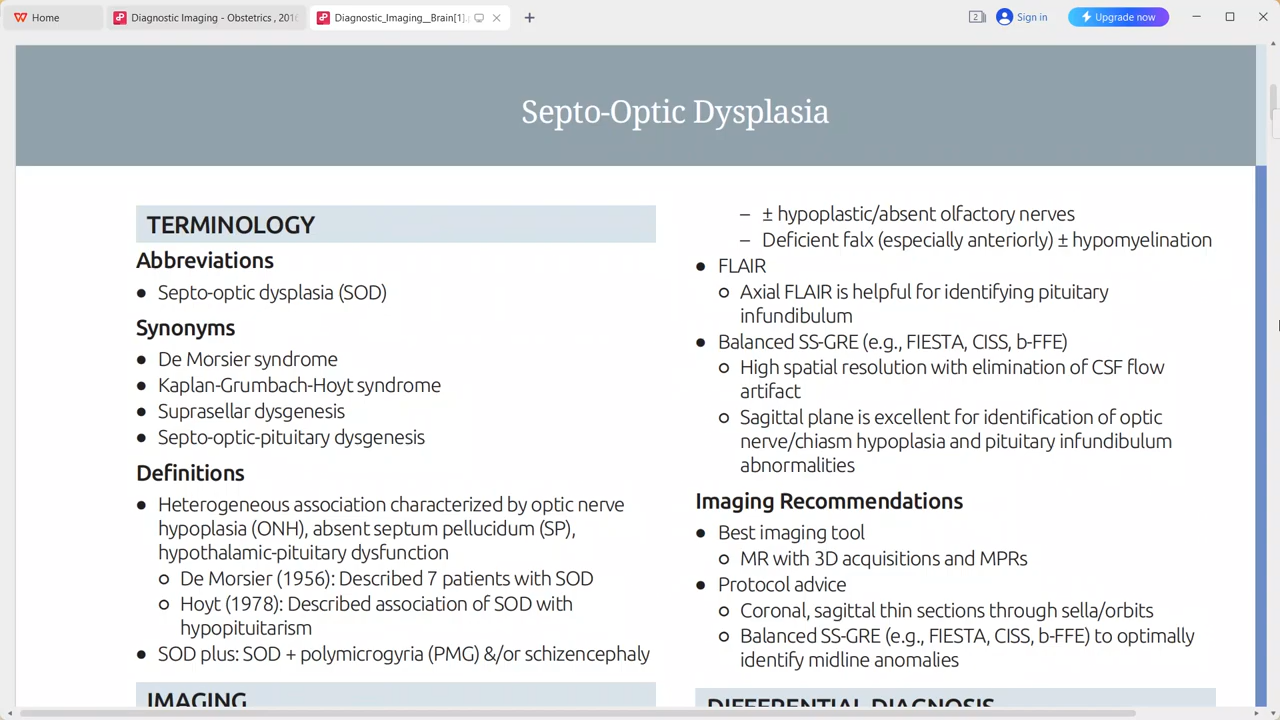 Home
Diagnostic Imaging - Obstetrics , 201
Diagnostic_Imaging__Brain[1].
Sign in
Upgrade now
Septo-Optic Dysplasia
TERMINOLOGY
Abbreviations
● Septo-optic dysplasia (SOD)
Synonyms
● De Morsier syndrome
● Kaplan-Grumbach-Hoyt syndrome
● Suprasellar dysgenesis
● Septo-optic-pituitary dysgenesis
Definitions
● Heterogeneous association characterized by optic nerve
hypoplasia (ONH), absent septum pellucidum (SP),
hypothalamic-pituitary dysfunction
○ De Morsier (1956): Described 7 patients with SOD
○ Hoyt (1978): Described association of SOD with
hypopituitarism
● SOD plus: SOD + polymicrogyria (PMG) &/or schizencephaly
IMAGING
– ± hypoplastic/absent olfactory nerves
– Deficient falx (especially anteriorly) ± hypomyelination
● FLAIR
○ Axial FLAIR is helpful for identifying pituitary
infundibulum
● Balanced SS-GRE (e.g., FIESTA, CISS, b-FFE)
○ High spatial resolution with elimination of CSF flow
artifact
○ Sagittal plane is excellent for identification of optic
nerve/chiasm hypoplasia and pituitary infundibulum
abnormalities
Imaging Recommendations
● Best imaging tool
○ MR with 3D acquisitions and MPRs
● Protocol advice
○ Coronal, sagittal thin sections through sella/orbits
○ Balanced SS-GRE (e.g., FIESTA, CISS, b-FFE) to optimally
identify midline anomalies
DIFFERENTIAL DIAGNOSIS